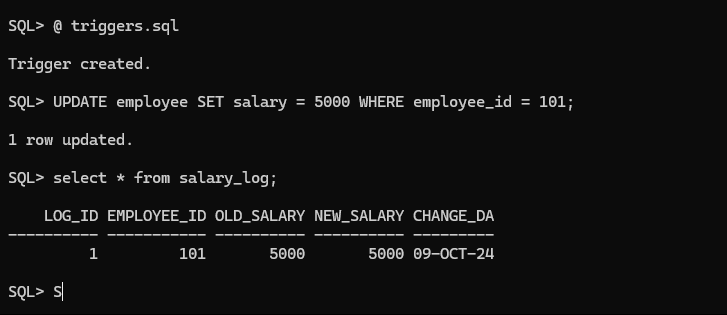 SQL> @ triggers.sql
Trigger created.
SQL> UPDATE employee SET salary = 5000 WHERE employee_id = 101;
1 row updated.
SQL> select * from salary_log;
    LOG_ID EMPLOYEE_ID OLD_SALARY NEW_SALARY CHANGE_DA
---------- ----------- ---------- ---------- ---------
         1         101       5000       5000 09-OCT-24
SQL> S